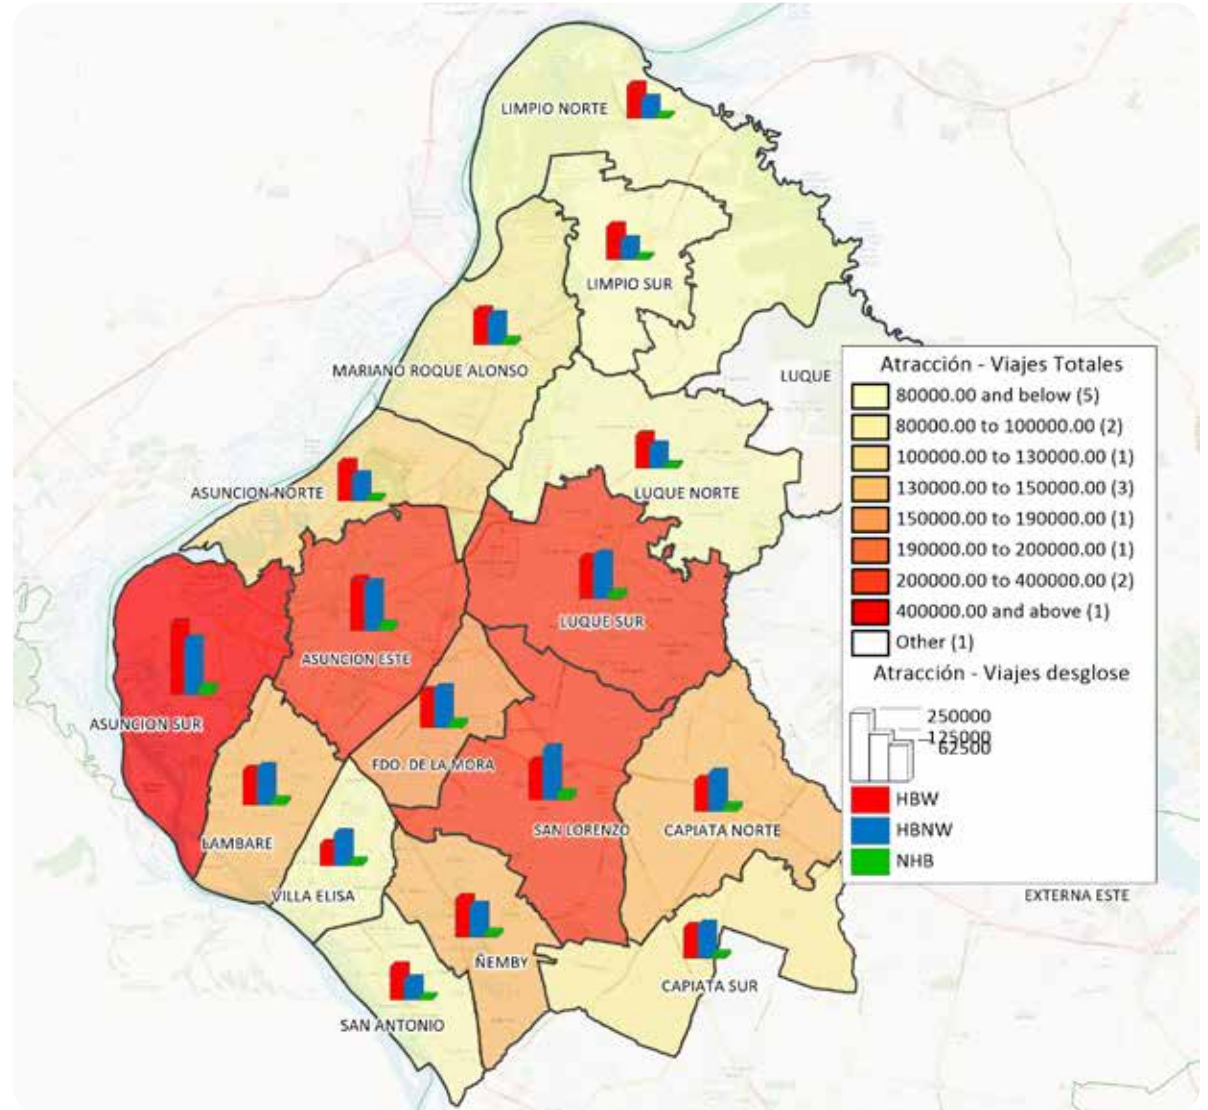 LIMPIO NORTE
LIMPIO SUR
MARIANO ROQUE ALONSO
LUQUE
ASUNCION NORTE
LUQUE NORTE
LUQUE SUR
ASUNCION ESTE
ASUNCION SUR
FDO. DE LA MORA
SAN LORENZO
CAPIATA NORTE
LAMBARE
VILLA ELISA
ÑEMBY
CAPIATA SUR
SAN ANTONIO
EXTERNA ESTE
Atracción - Viajes Totales
80000.00 and below (5)
80000.00 to 100000.00 (2)
100000.00 to 130000.00 (1)
130000.00 to 150000.00 (3)
150000.00 to 190000.00 (1)
190000.00 to 200000.00 (1)
200000.00 to 400000.00 (2)
400000.00 and above (1)
Other (1)
Atracción - Viajes desglose
250000
125000
62500
HBW
HBNW
NHB